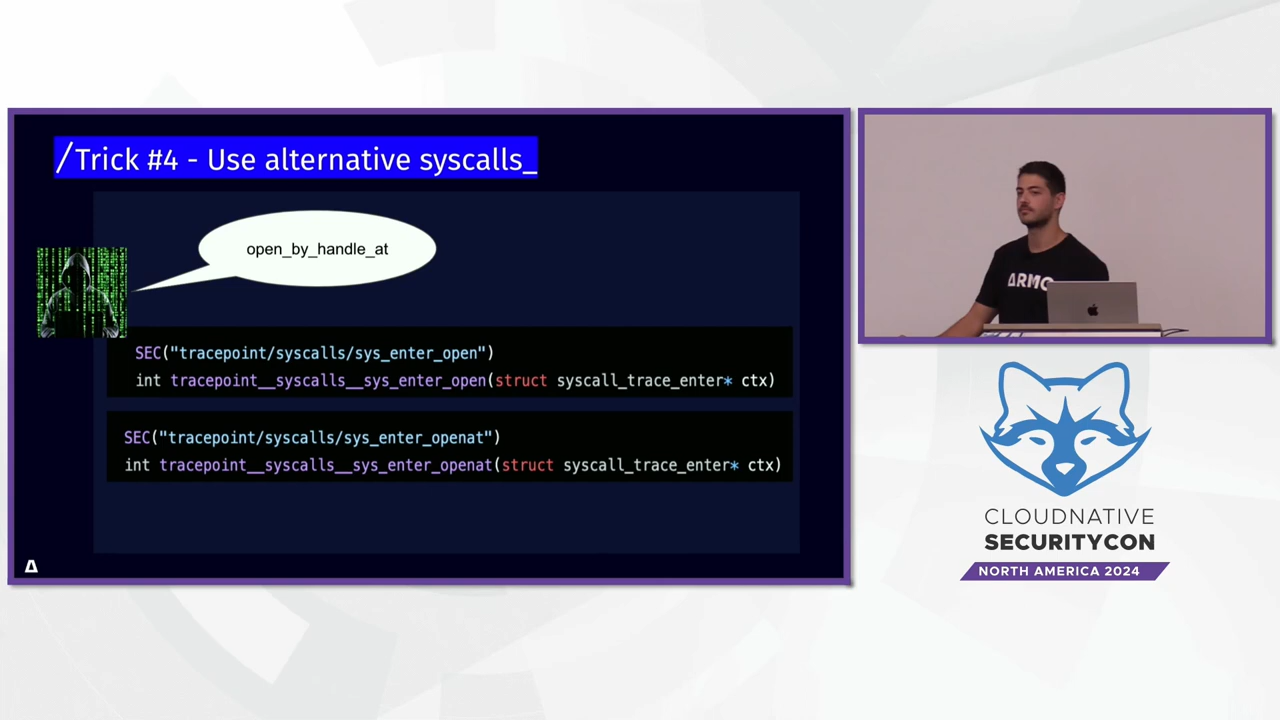 /Trick #4 - Use alternative syscalls_
open_by_handle_at
SEC("tracepoint/syscalls/sys_enter_open")
int tracepoint__syscalls__sys_enter_open(struct syscall_trace_enter* ctx)
SEC("tracepoint/syscalls/sys_enter_openat")
int tracepoint__syscalls__sys_enter_openat(struct syscall_trace_enter* ctx)
ARMO
CLOUDNATIVE
SECURITYCON
NORTH AMERICA 2024